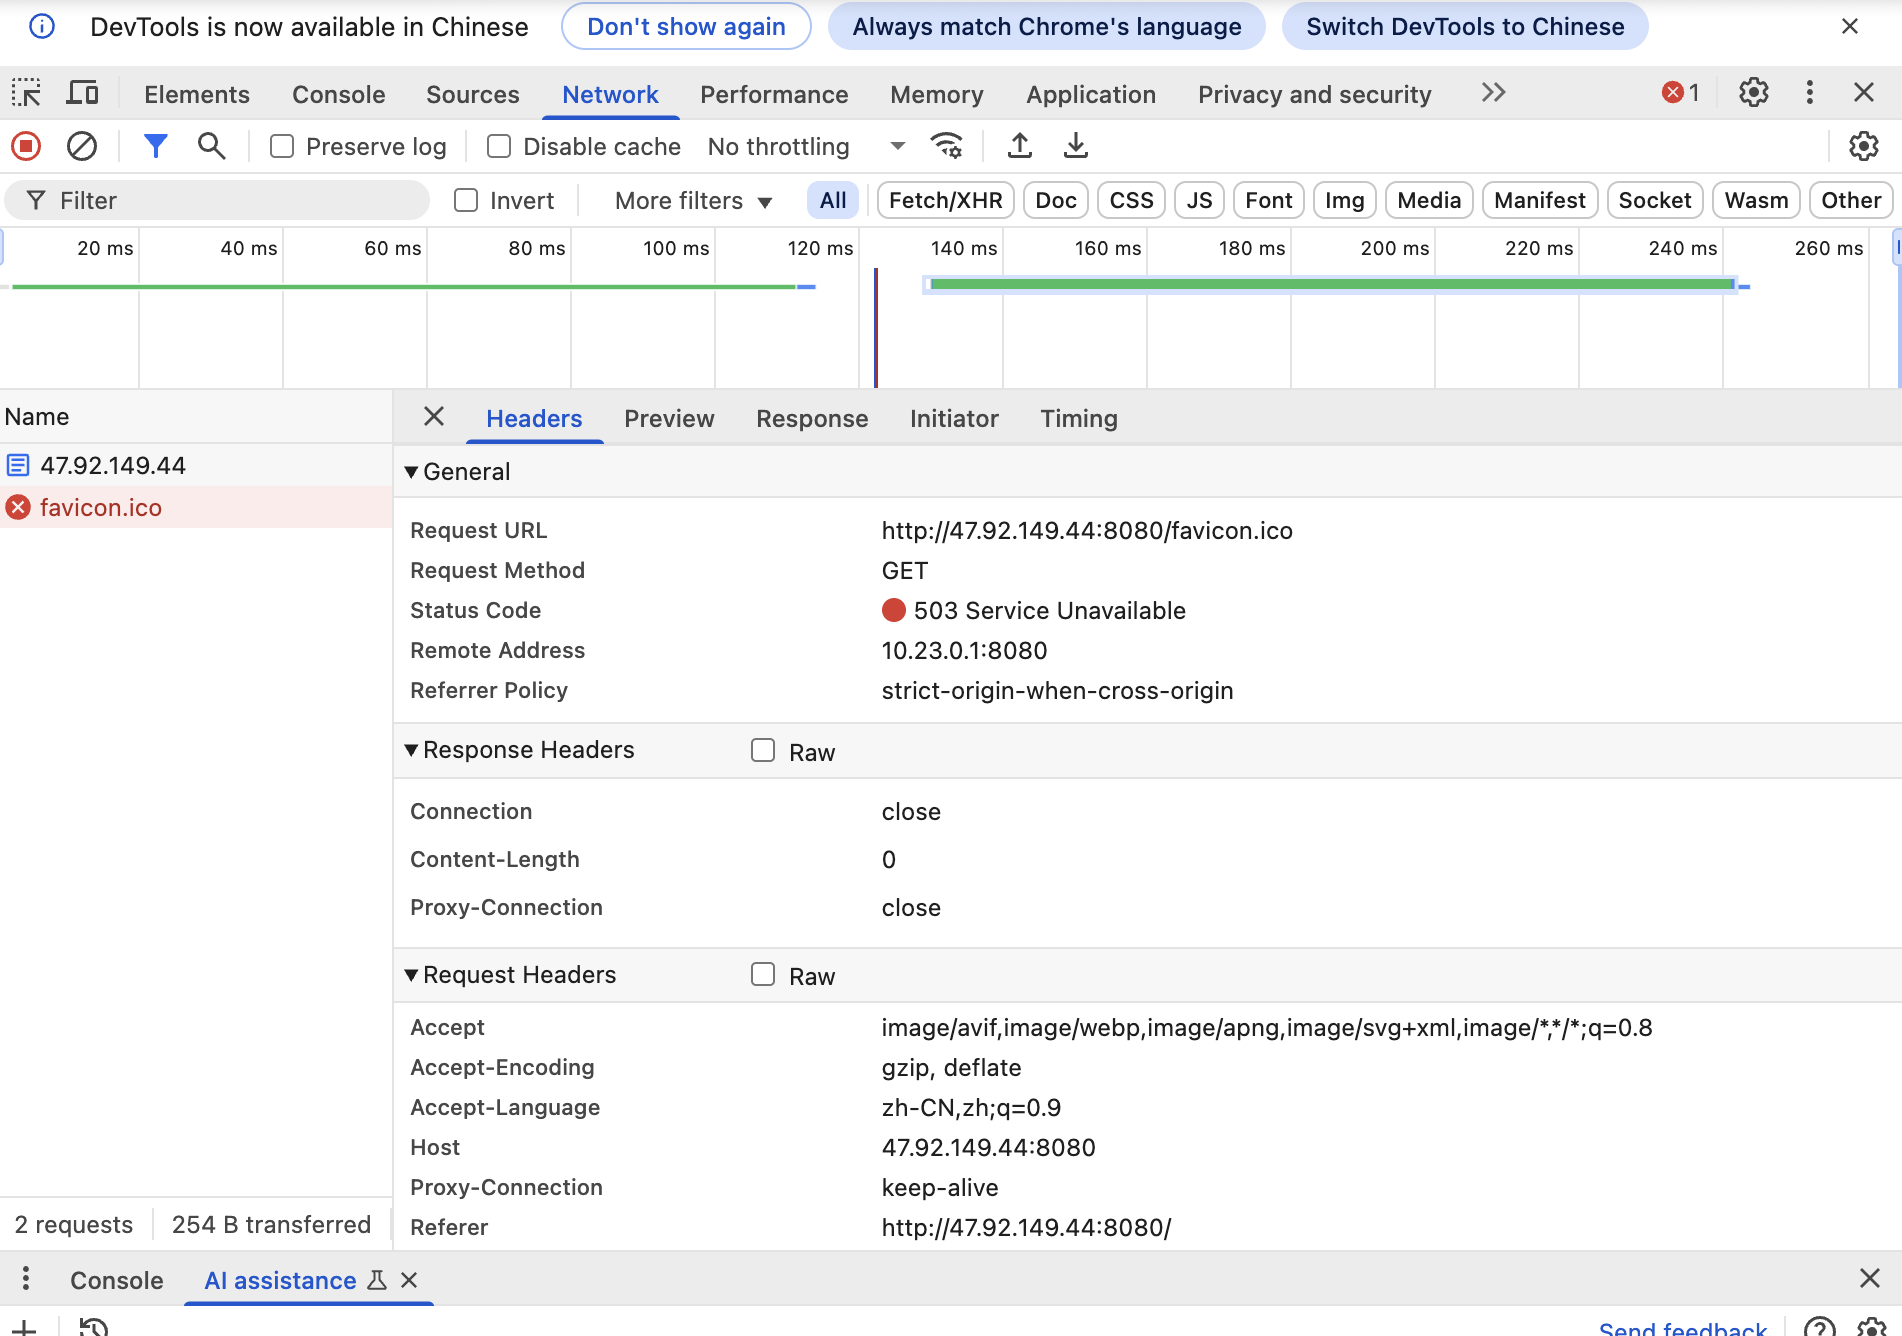 DevTools is now available in Chinese Don't show again Always match Chrome's language Switch DevTools to Chinese
Elements Console Sources Network Performance Memory Application Privacy and security 1
Preserve log Disable cache No throttling
Filter Invert More filters All Fetch/XHR Doc CSS JS Font Img Media Manifest Socket Wasm Other
20 ms 40 ms 60 ms 80 ms 100 ms 120 ms 140 ms 160 ms 180 ms 200 ms 220 ms 240 ms 260 ms
Name
47.92.149.44
favicon.ico
Headers Preview Response Initiator Timing
General
Request URL http://47.92.149.44:8080/favicon.ico
Request Method GET
Status Code 503 Service Unavailable
Remote Address 10.23.0.1:8080
Referrer Policy strict-origin-when-cross-origin
Response Headers Raw
Connection close
Content-Length 0
Proxy-Connection close
Request Headers Raw
Accept image/avif,image/webp,image/apng,image/svg+xml,image/*,*/*;q=0.8
Accept-Encoding gzip, deflate
Accept-Language zh-CN,zh;q=0.9
Host 47.92.149.44:8080
Proxy-Connection keep-alive
Referer http://47.92.149.44:8080/
2 requests 254 B transferred
Console AI assistance
Send feedback